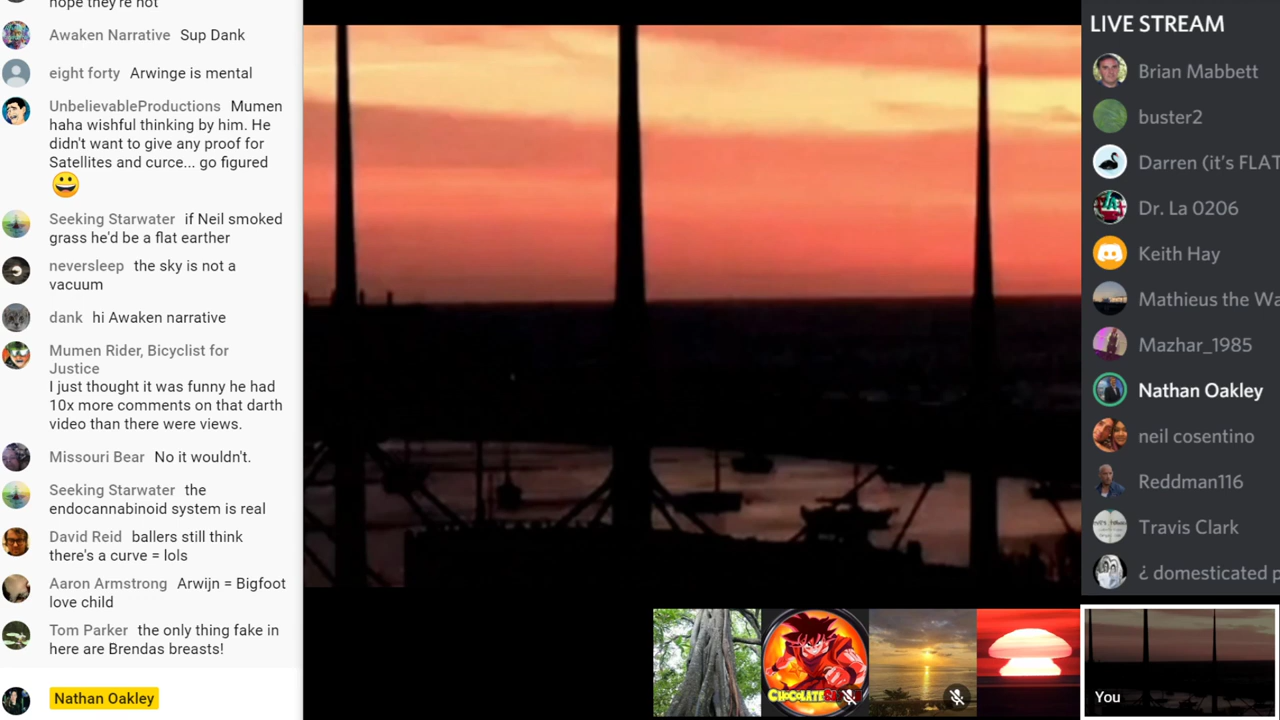 hope they're not
Awaken Narrative Sup Dank
eight forty Arwinge is mental
UnbelievableProductions Mumen
haha wishful thinking by him. He
didn't want to give any proof for
Satellites and curce... go figured
Seeking Starwater if Neil smoked
grass he'd be a flat earther
neversleep the sky is not a
vacuum
dank hi Awaken narrative
Mumen Rider, Bicyclist for
Justice
I just thought it was funny he had
10x more comments on that darth
video than there were views.
Missouri Bear No it wouldn't.
Seeking Starwater the
endocannabinoid system is real
David Reid ballers still think
there's a curve = lols
Aaron Armstrong Arwijn = Bigfoot
love child
Tom Parker the only thing fake in
here are Brendas breasts!
Nathan Oakley
LIVE STREAM
Brian Mabbett
buster2
Darren (it's FLAT
Dr. La 0206
Keith Hay
Mathieus the Wa
Mazhar_1985
Nathan Oakley
neil cosentino
Reddman116
Travis Clark
¿ domesticated p
You